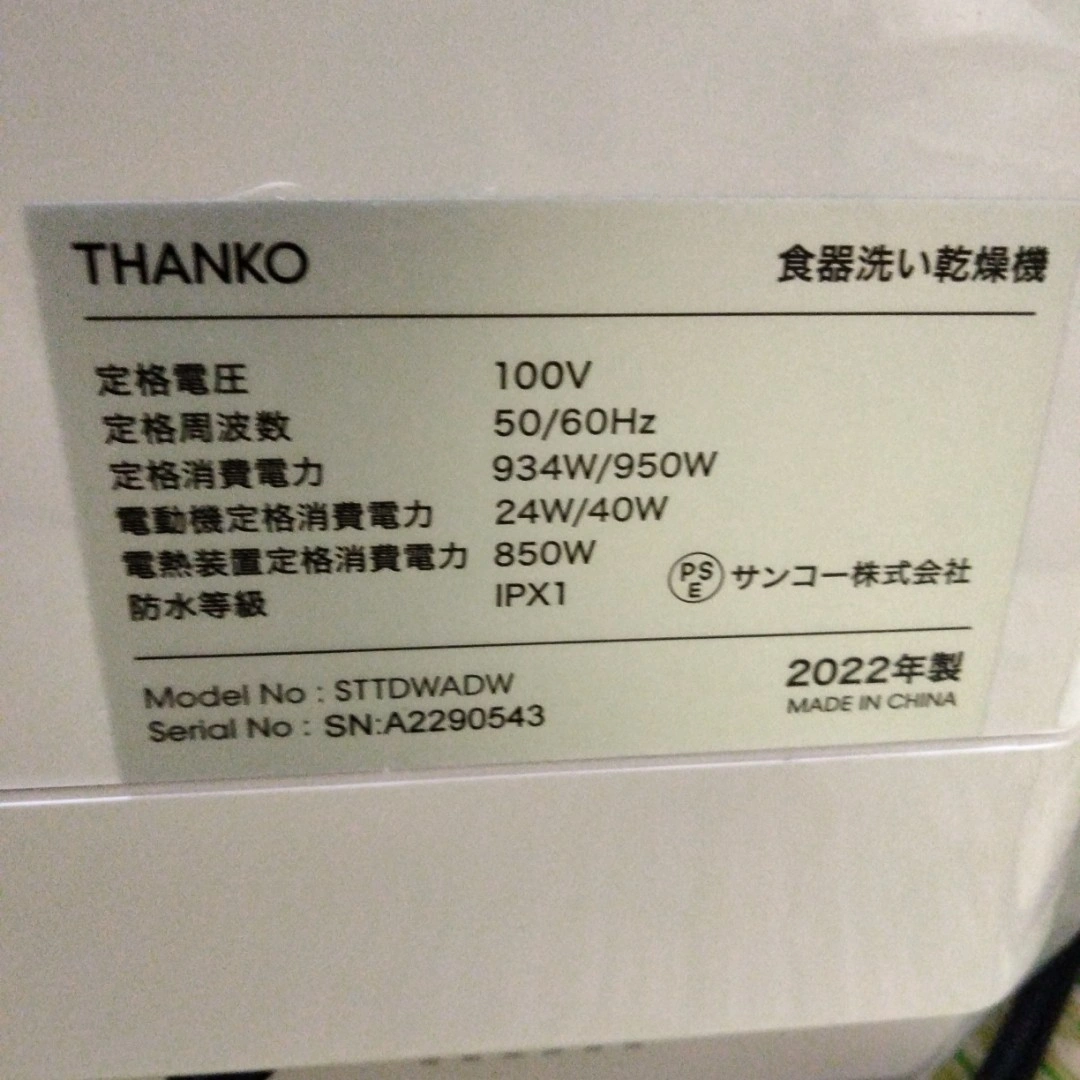 THANKO 食器洗い乾燥機
定格電圧 100V
定格周波数 50/60Hz
定格消費電力 934W/950W
電動機定格消費電力 24W/40W
電熱装置定格消費電力 850W
防水等級 IPX1
PSE サンコー株式会社
Model No : STTDWADW
Serial No : SN:A2290543
2022年製
MADE IN CHINA